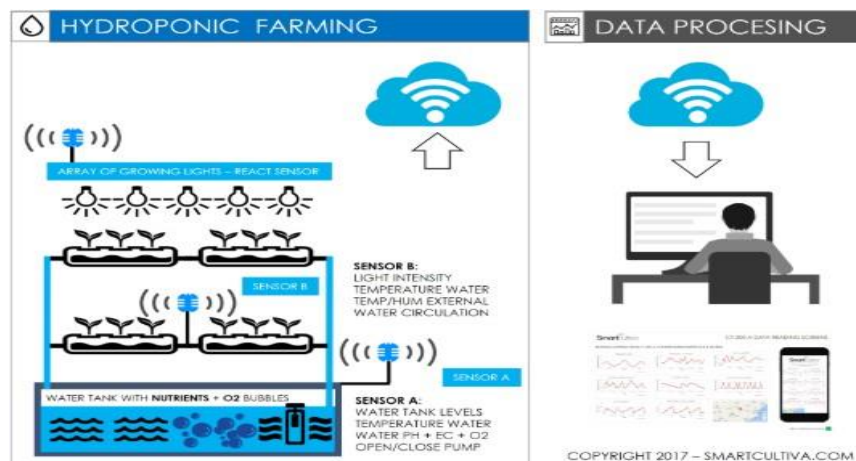 HYDROPONIC FARMING
ARRAY OF GROWING LIGHTS – REACT SENSOR
SENSOR B
SENSOR B:
LIGHT INTENSITY
TEMPERATURE WATER
TEMP/HUM EXTERNAL
WATER CIRCULATION
SENSOR A
WATER TANK WITH NUTRIENTS + O2 BUBBLES
SENSOR A:
WATER TANK LEVELS
TEMPERATURE WATER
WATER PH + EC + O2
OPEN/CLOSE PUMP
DATA PROCESING
Smart
COPYRIGHT 2017 – SMARTCULTIVA.COM